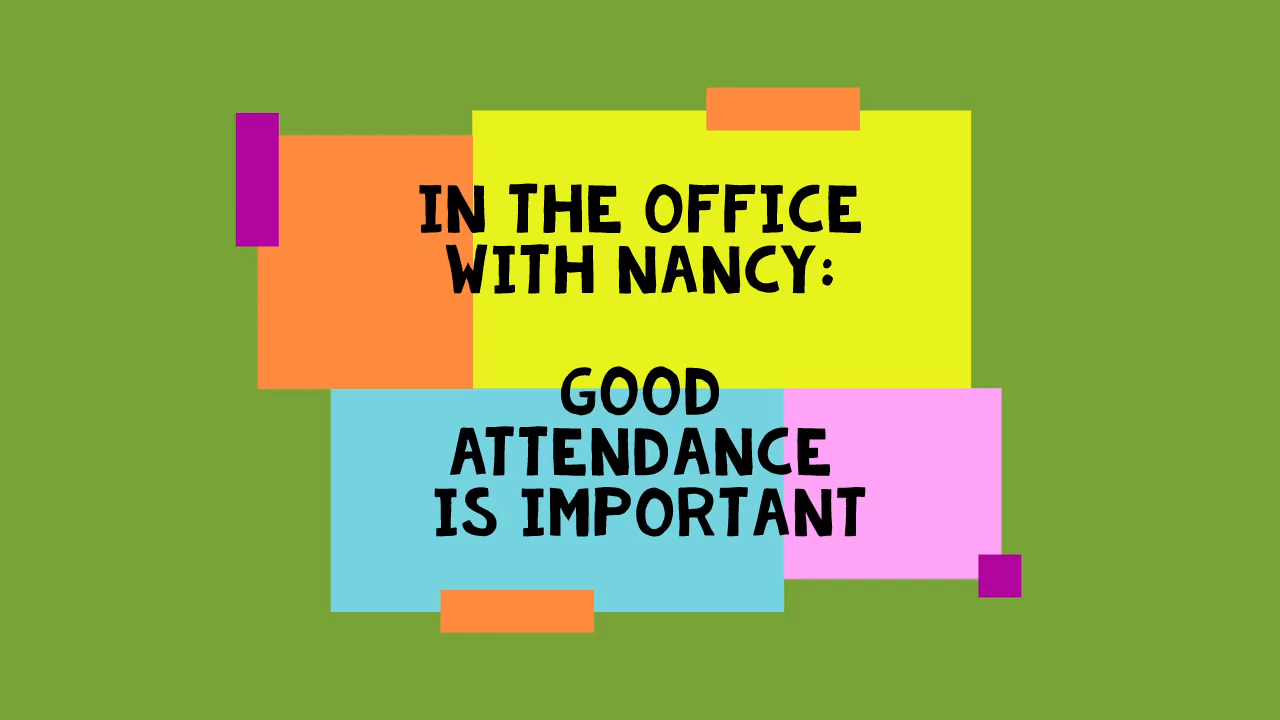 IN THE OFFICE
WITH NANCY:
GOOD
ATTENDANCE
IS IMPORTANT